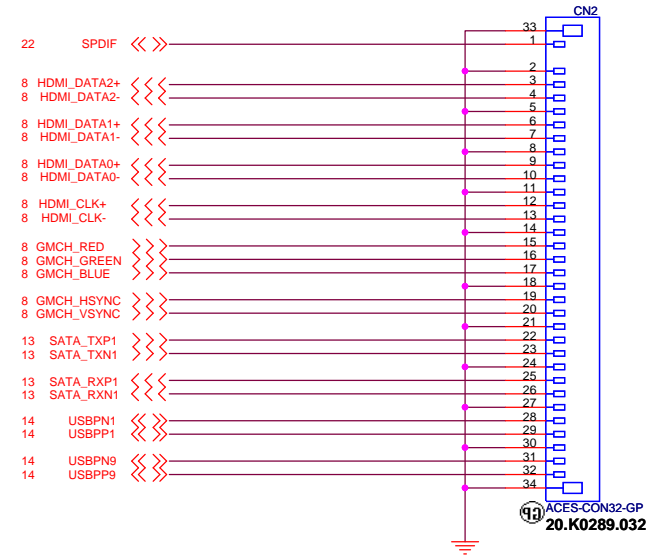 CN2
33
22 SPDIF 1
2
8 HDMI_DATA2+ 3
8 HDMI_DATA2- 4
5
8 HDMI_DATA1+ 6
8 HDMI_DATA1- 7
8
8 HDMI_DATA0+ 9
8 HDMI_DATA0- 10
11
8 HDMI_CLK+ 12
8 HDMI_CLK- 13
14
8 GMCH_RED 15
8 GMCH_GREEN 16
8 GMCH_BLUE 17
18
8 GMCH_HSYNC 19
8 GMCH_VSYNC 20
21
13 SATA_TXP1 22
13 SATA_TXN1 23
24
13 SATA_RXP1 25
13 SATA_RXN1 26
27
14 USBPN1 28
14 USBPP1 29
30
14 USBPN9 31
14 USBPP9 32
34
ACES-CON32-GP
20.K0289.032